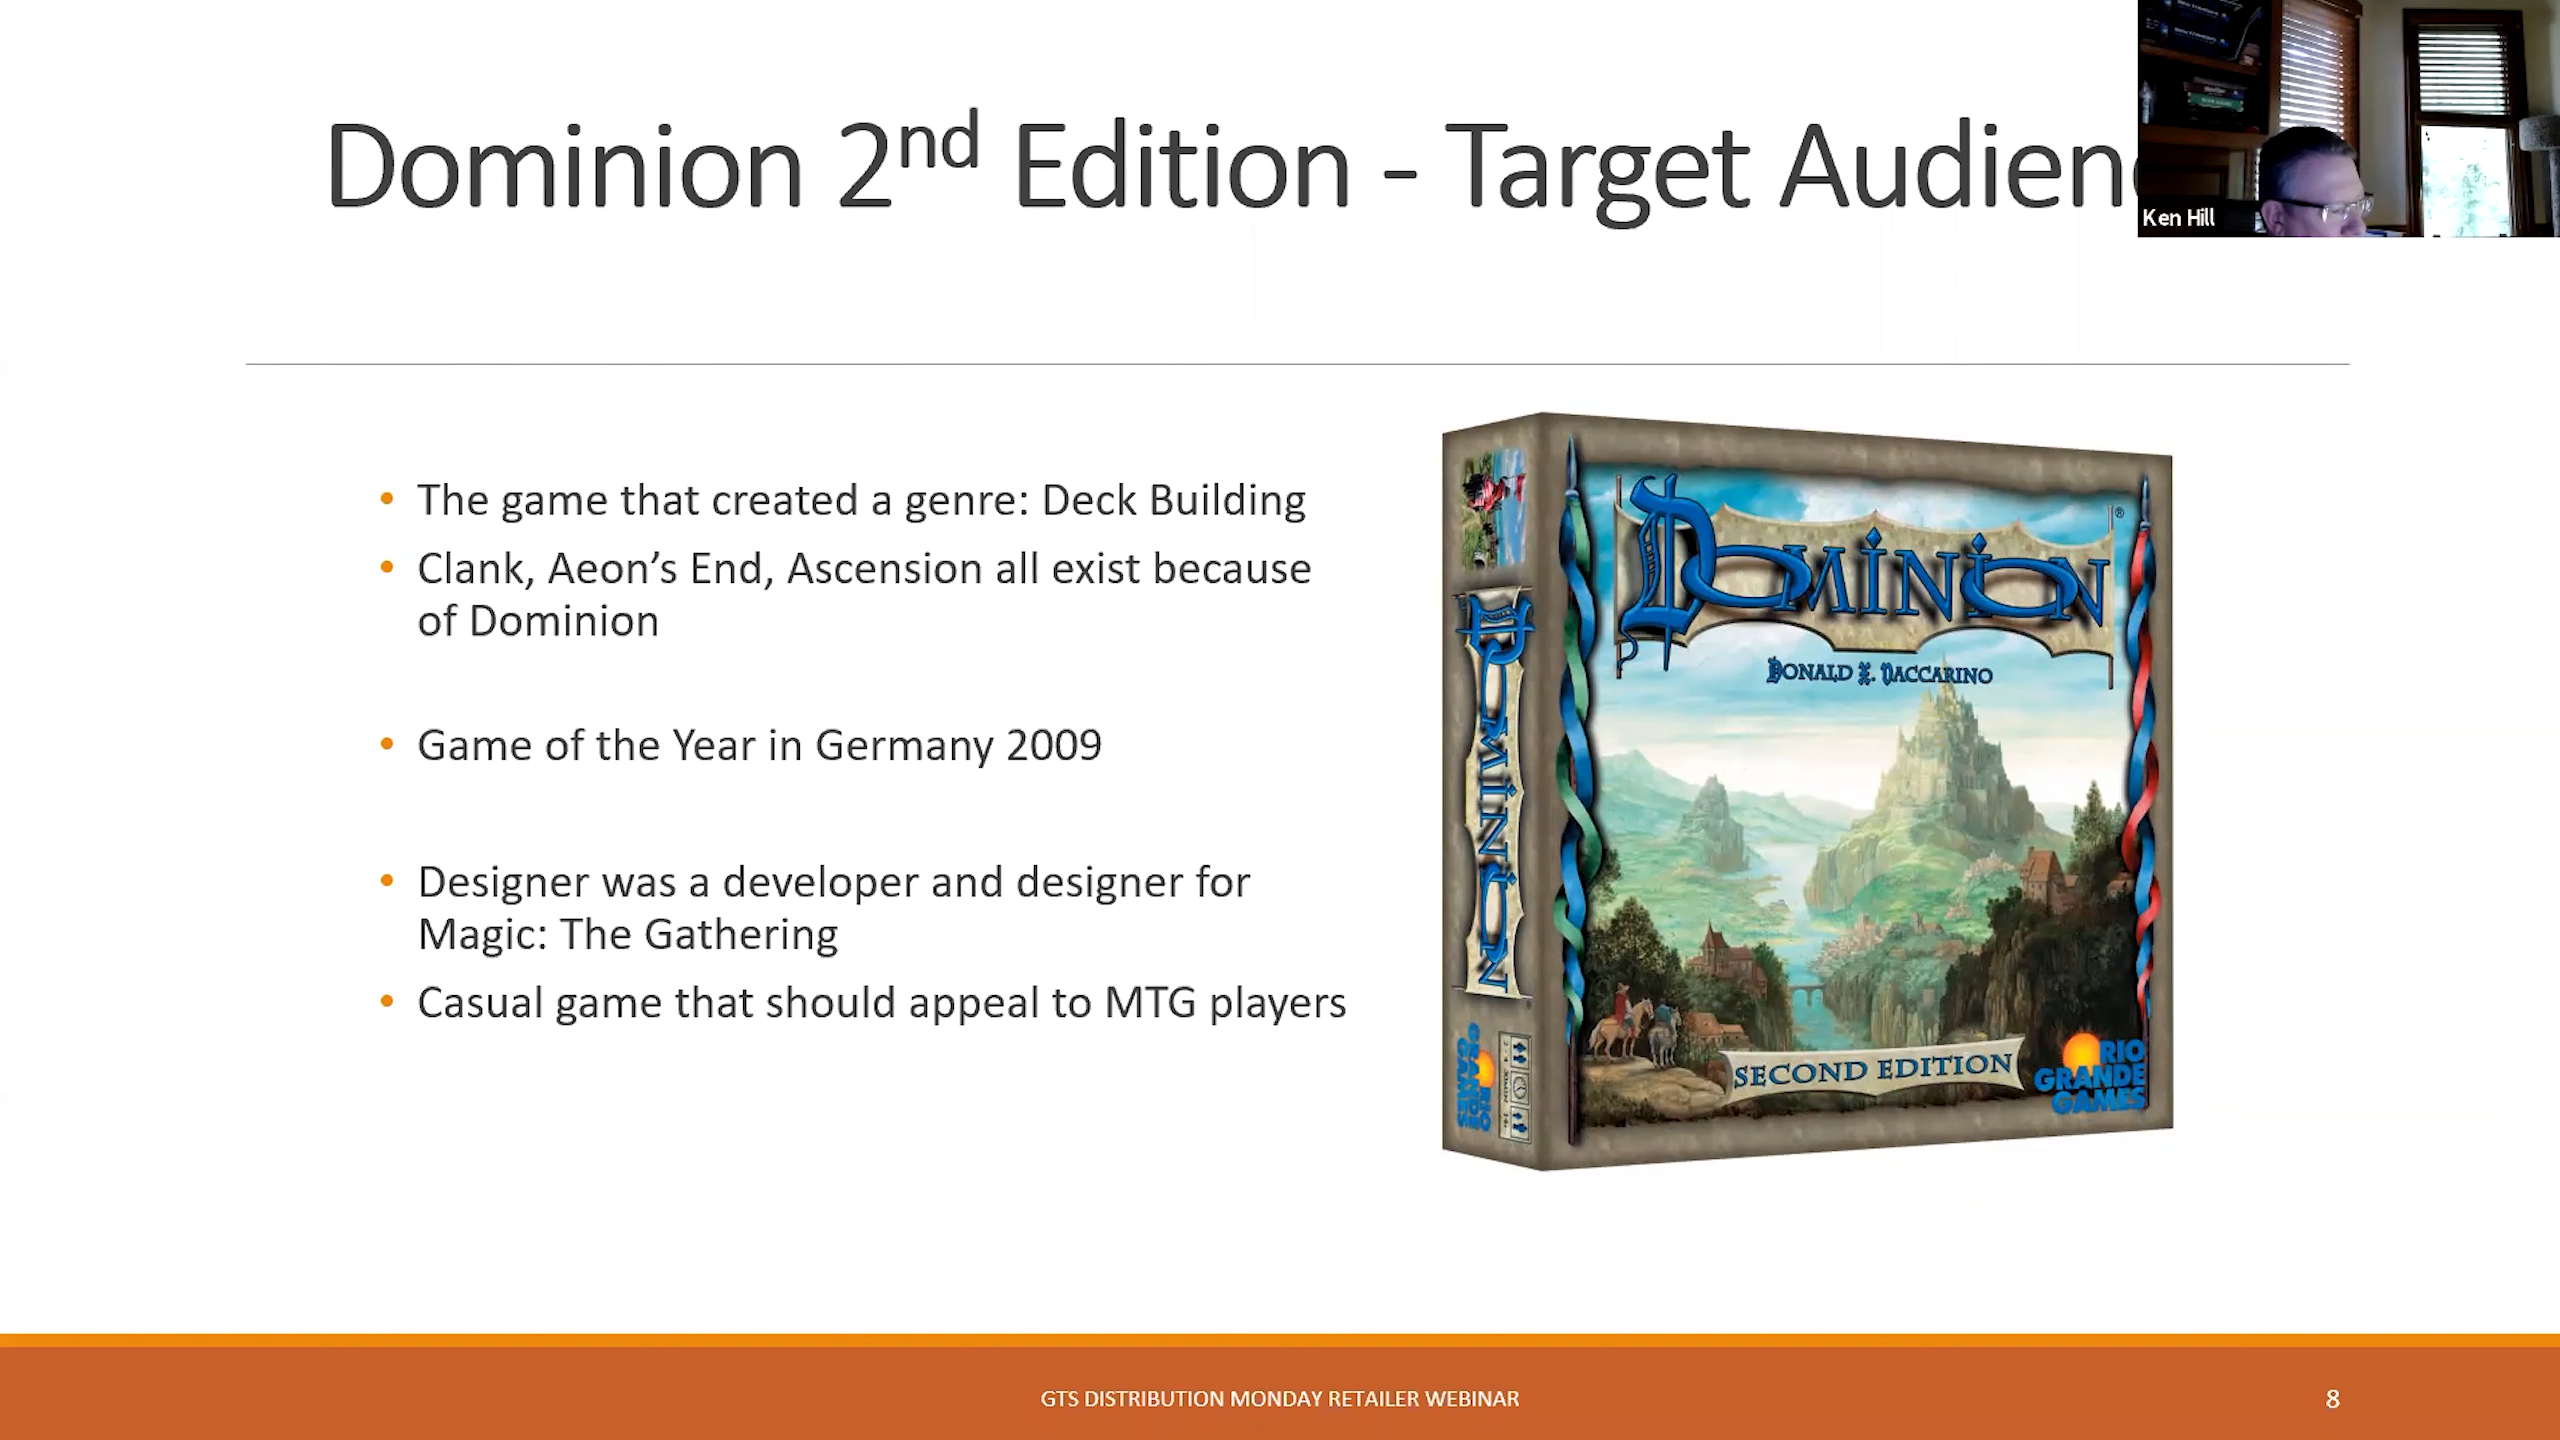 Dominion 2nd Edition - Target Audien
Ken Hill
• The game that created a genre: Deck Building
• Clank, Aeon’s End, Ascension all exist because
of Dominion
• Game of the Year in Germany 2009
• Designer was a developer and designer for
Magic: The Gathering
• Casual game that should appeal to MTG players
DOMINION
DOMINION®
DONALD X. VACCARINO
SECOND EDITION
RIO
GRANDE
GAMES
RIO
GRANDE
GAMES
GTS DISTRIBUTION MONDAY RETAILER WEBINAR
8